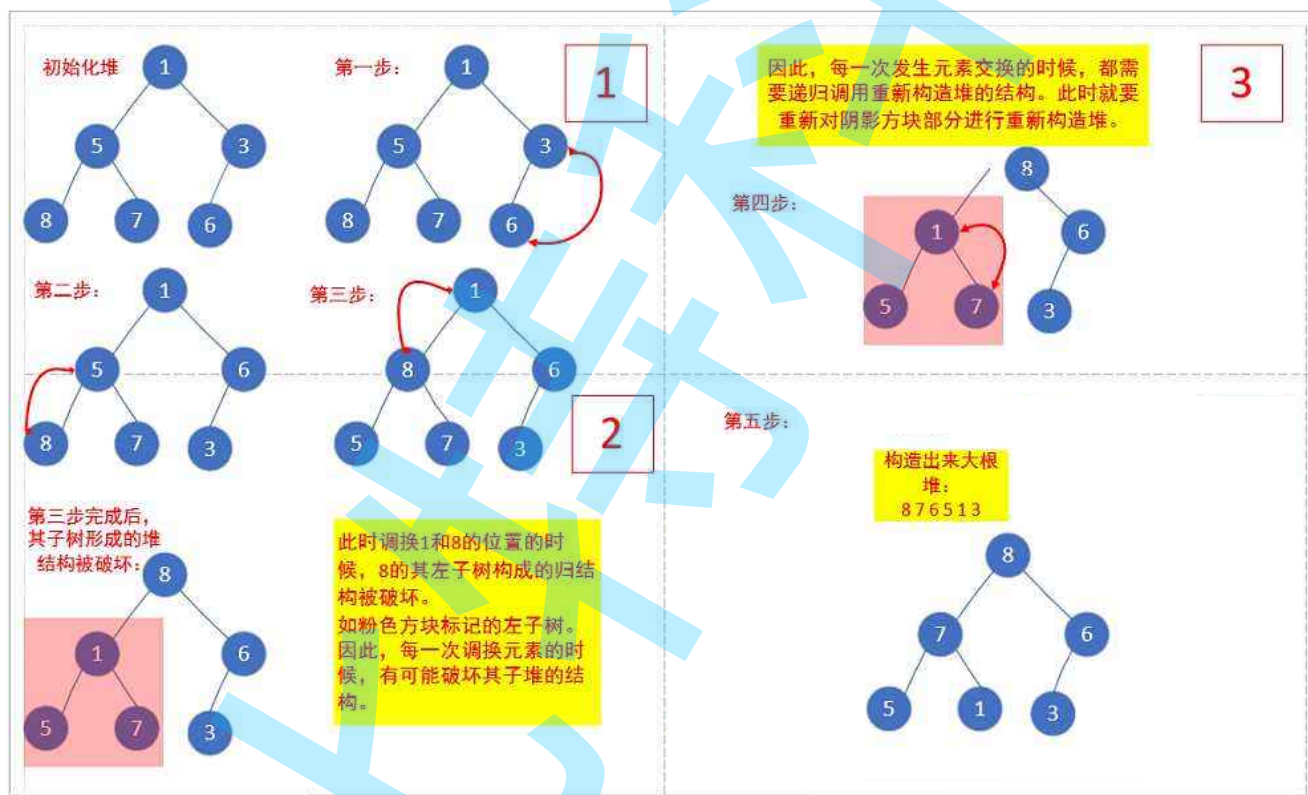 初始化堆
1
5
3
8
7
6
第一步：
1
5
3
8
7
6
1
第二步：
1
5
6
8
7
3
第三步：
1
8
6
5
7
3
2
第三步完成后，
其子树形成的堆
结构被破坏：
8
1
6
5
7
3
此时调换1和8的位置的时
候，8的其左子树构成的归结
构被破坏。
如粉色方块标记的左子树。
因此，每一次调换元素的时
候，有可能破坏其子堆的结
构。
因此，每一次发生元素交换的时候，都需
要递归调用重新构造堆的结构。此时就要
重新对阴影方块部分进行重新构造堆。
3
第四步：
8
1
6
5
7
3
第五步：
构造出来大根
堆：
8 7 6 5 1 3
8
7
6
5
1
3